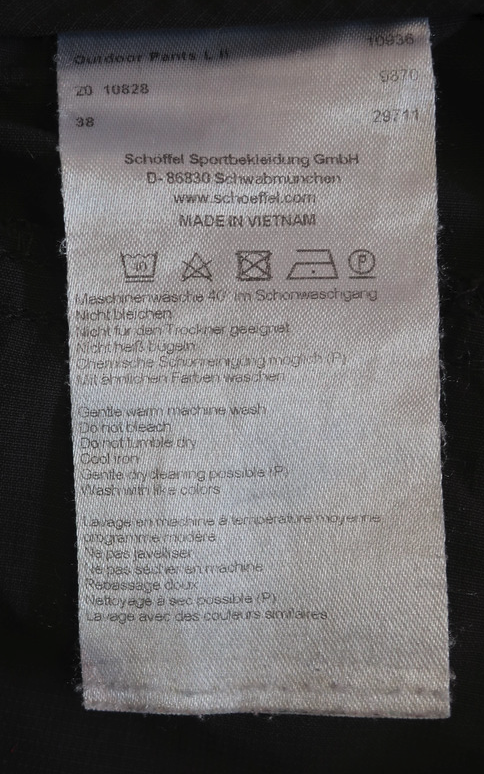 Outdoor Pants L II 10936
Z0 10828 9870
38 29711
Schöffel Sportbekleidung GmbH
D- 86830 Schwabmünchen
www.schoeffel.com
MADE IN VIETNAM
P
Maschinenwäsche 40° im Schonwaschgang
Nicht bleichen
Nicht für den Trockner geeignet
Nicht heiß bügeln
Chemische Schonreinigung möglich (P)
Mit ähnlichen Farben waschen
Gentle warm machine wash
Do not bleach
Do not tumble dry
Cool iron
Gentle drycleaning possible (P)
Wash with like colors
Lavage en machine à température moyenne
programme modéré
Ne pas javelliser
Ne pas sécher en machine
Repassage doux
Nettoyage à sec possible (P)
Lavage avec des couleurs similaires